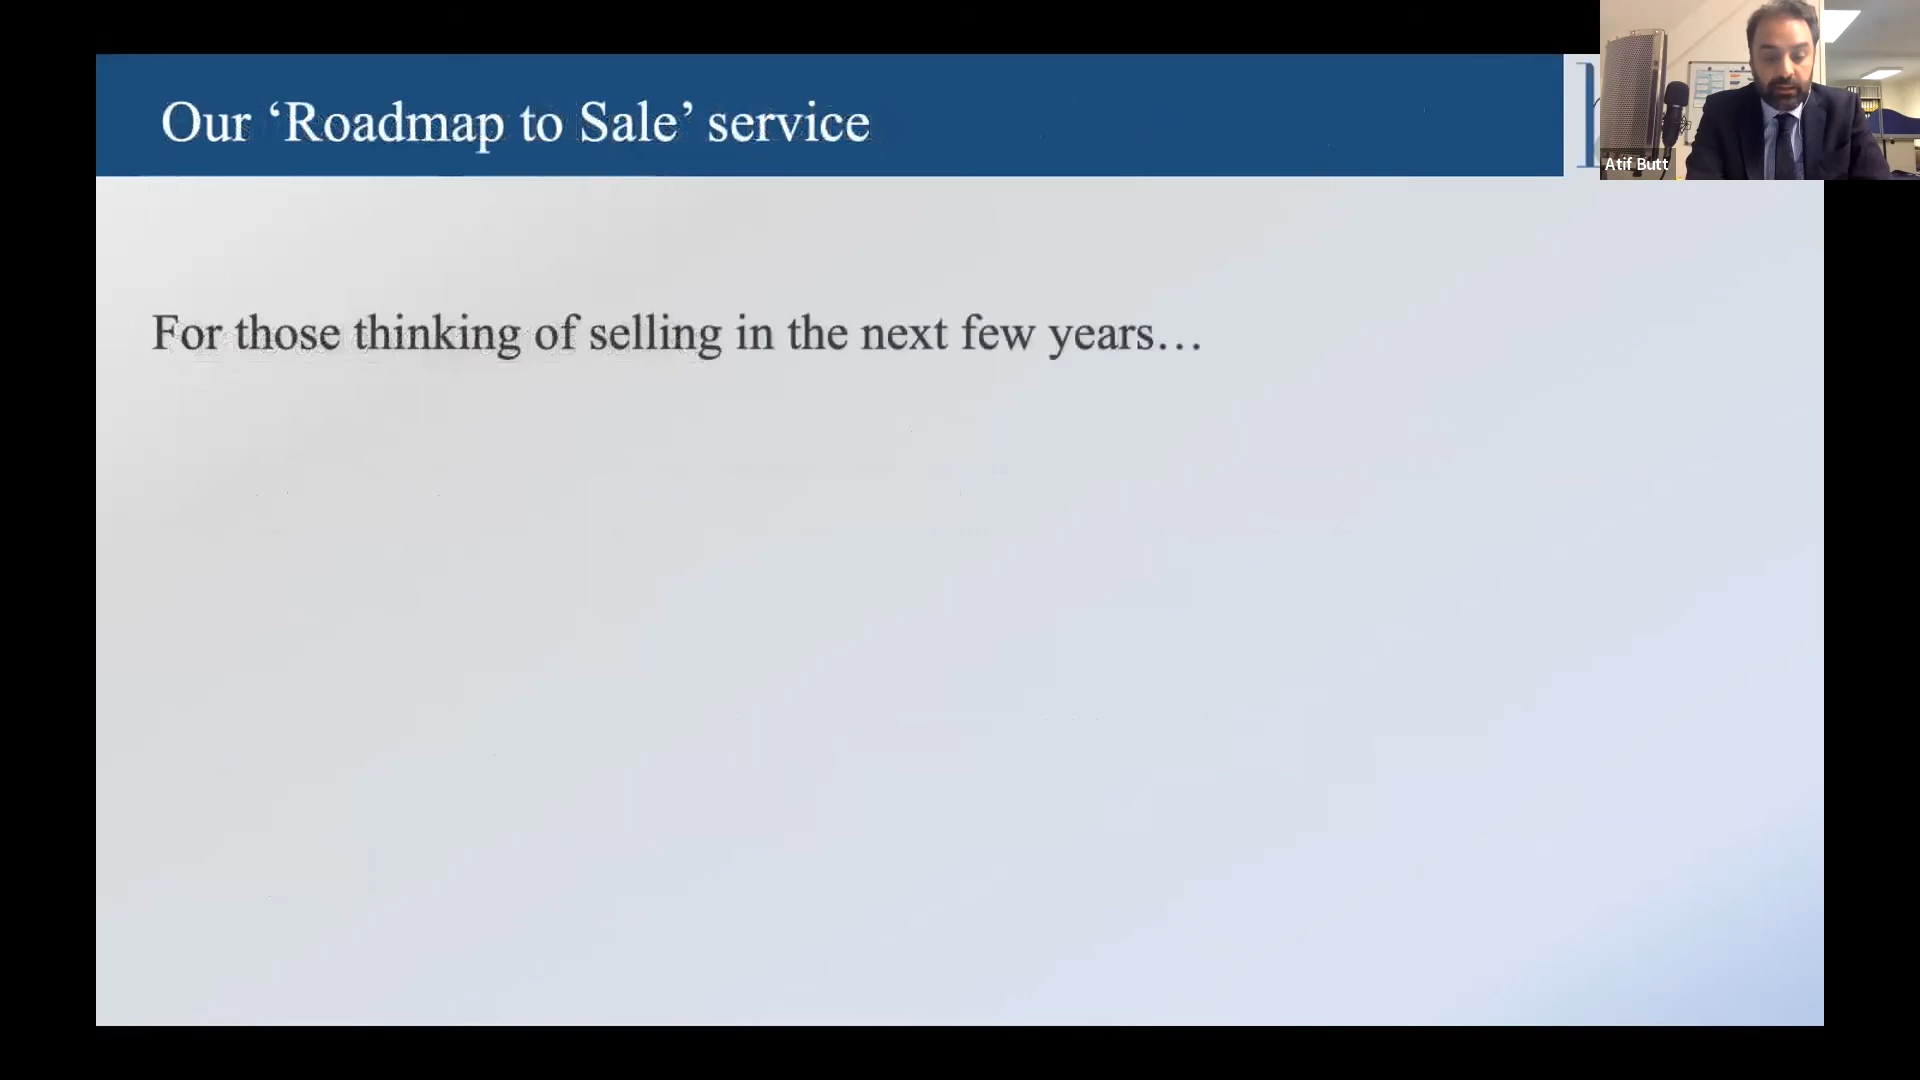 Our ‘Roadmap to Sale’ service
Atif Butt
For those thinking of selling in the next few years…